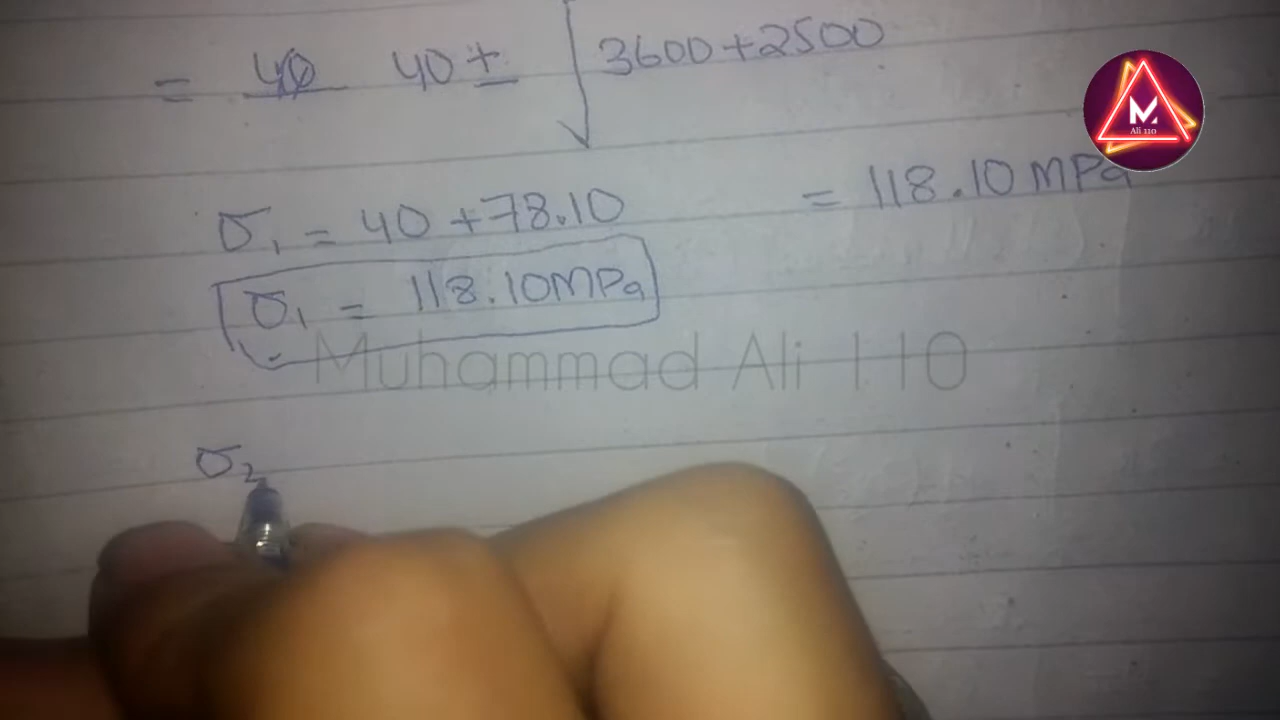 = 40 40 ± √3600+2500
σ₁ = 40 +78.10 = 118.10 MPa
σ₁ = 118.10MPa
Muhammad Ali 110
σ₂
M
Ali 110